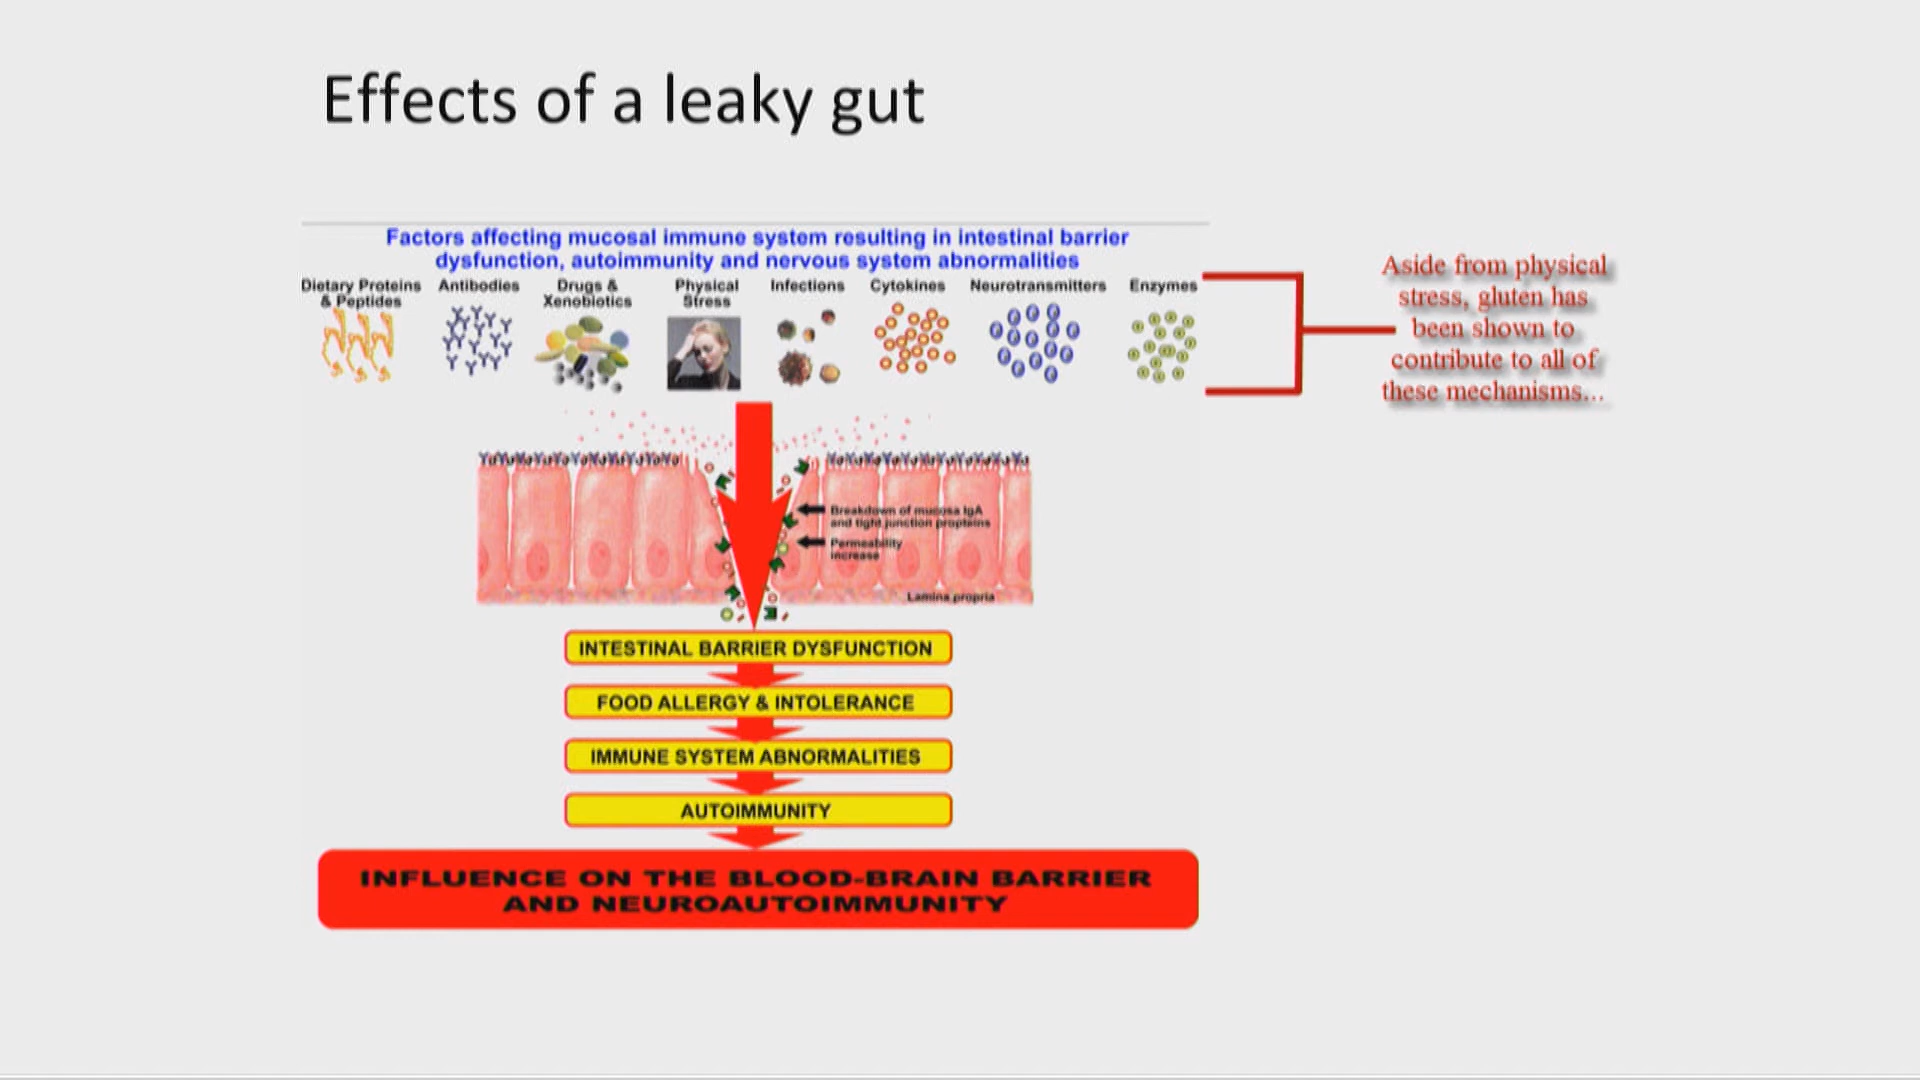 Effects of a leaky gut
Factors affecting mucosal immune system resulting in intestinal barrier
dysfunction, autoimmunity and nervous system abnormalities
Dietary Proteins
& Peptides
Antibodies
Drugs &
Xenobiotics
Physical
Stress
Infections
Cytokines
Neurotransmitters
Enzymes
Aside from physical
stress, gluten has
been shown to
contribute to all of
these mechanisms...
Breakdown of mucosa IgA
and tight junction propteins
Permeability
increase
Lamina propria
INTESTINAL BARRIER DYSFUNCTION
FOOD ALLERGY & INTOLERANCE
IMMUNE SYSTEM ABNORMALITIES
AUTOIMMUNITY
INFLUENCE ON THE BLOOD-BRAIN BARRIER
AND NEUROAUTOIMMUNITY